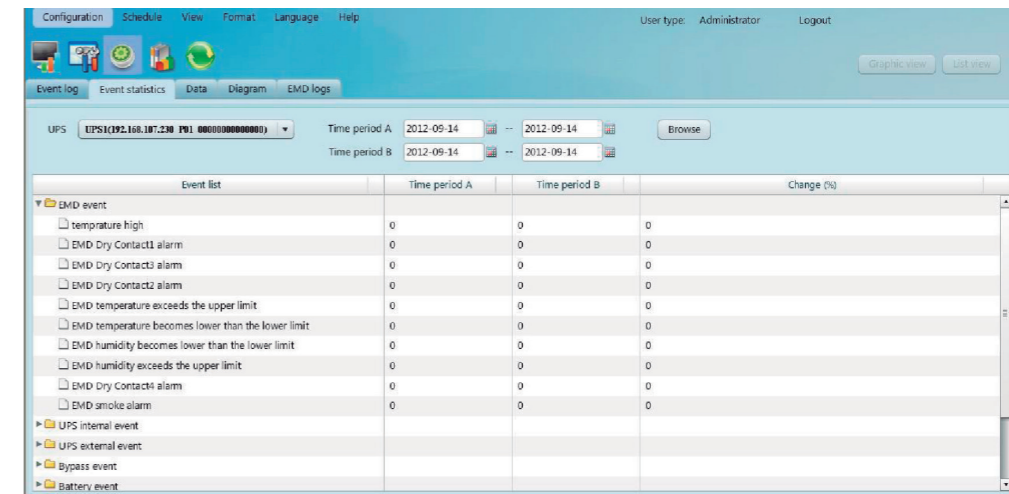 Configuration Schedule View Format Language Help User type: Administrator Logout
Graphic view List view
Event log Event statistics Data Diagram EMD logs
UPS UPS1(192.168.107.230 P01 00000000000000) Time period A 2012-09-14 -- 2012-09-14 Browse
Time period B 2012-09-14 -- 2012-09-14
Event list Time period A Time period B Change (%)
EMD event
temprature high 0 0 0
EMD Dry Contact1 alarm 0 0 0
EMD Dry Contact3 alarm 0 0 0
EMD Dry Contact2 alarm 0 0 0
EMD temperature exceeds the upper limit 0 0 0
EMD temperature becomes lower than the lower limit 0 0 0
EMD humidity becomes lower than the lower limit 0 0 0
EMD humidity exceeds the upper limit 0 0 0
EMD Dry Contact4 alarm 0 0 0
EMD smoke alarm 0 0 0
UPS internal event
UPS external event
Bypass event
Battery event